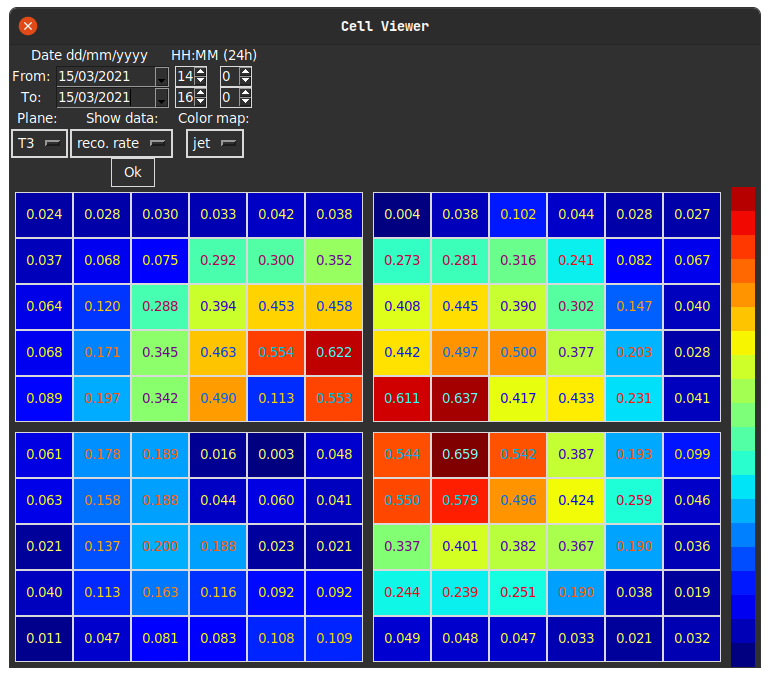 Cell Viewer
Date dd/mm/yyyy HH:MM (24h)
From: 15/03/2021 14 0
To: 15/03/2021 16 0
Plane: Show data: Color map:
T3 reco. rate jet
Ok
0.024 0.028 0.030 0.033 0.042 0.038 0.004 0.038 0.102 0.044 0.028 0.027
0.037 0.068 0.075 0.292 0.300 0.352 0.273 0.281 0.316 0.241 0.082 0.067
0.064 0.120 0.288 0.394 0.453 0.458 0.408 0.445 0.390 0.302 0.147 0.040
0.068 0.171 0.345 0.463 0.554 0.622 0.442 0.497 0.500 0.377 0.203 0.028
0.089 0.197 0.342 0.490 0.113 0.553 0.611 0.637 0.417 0.433 0.231 0.041
0.061 0.178 0.189 0.016 0.003 0.048 0.544 0.659 0.542 0.387 0.193 0.099
0.063 0.158 0.188 0.044 0.060 0.041 0.550 0.579 0.496 0.424 0.259 0.046
0.021 0.137 0.200 0.188 0.023 0.021 0.337 0.401 0.382 0.367 0.190 0.036
0.040 0.113 0.163 0.116 0.092 0.092 0.244 0.239 0.251 0.190 0.038 0.019
0.011 0.047 0.081 0.083 0.108 0.109 0.049 0.048 0.047 0.033 0.021 0.032